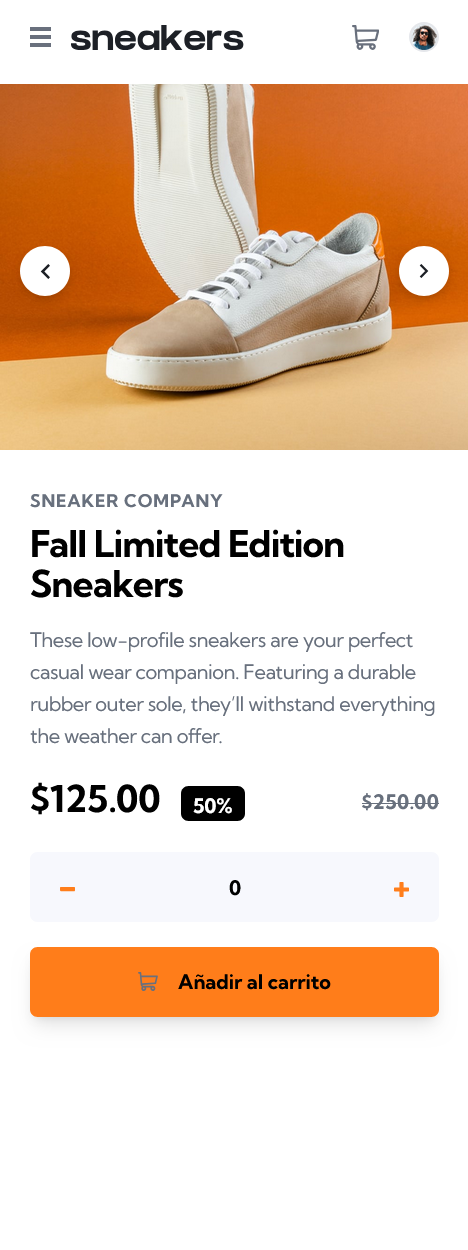 sneakers
SNEAKER COMPANY
Fall Limited Edition
Sneakers
These low-profile sneakers are your perfect
casual wear companion. Featuring a durable
rubber outer sole, they’ll withstand everything
the weather can offer.
$125.00 50% $250.00
− 0 +
Añadir al carrito